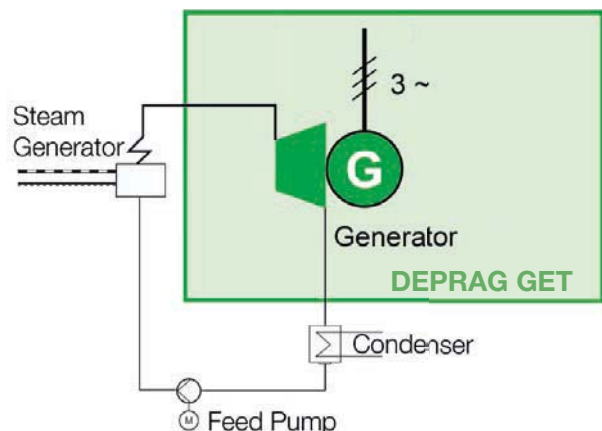 3 ~
Steam
Generator
G
Generator
DEPRAG GET
Condenser
M
Feed Pump